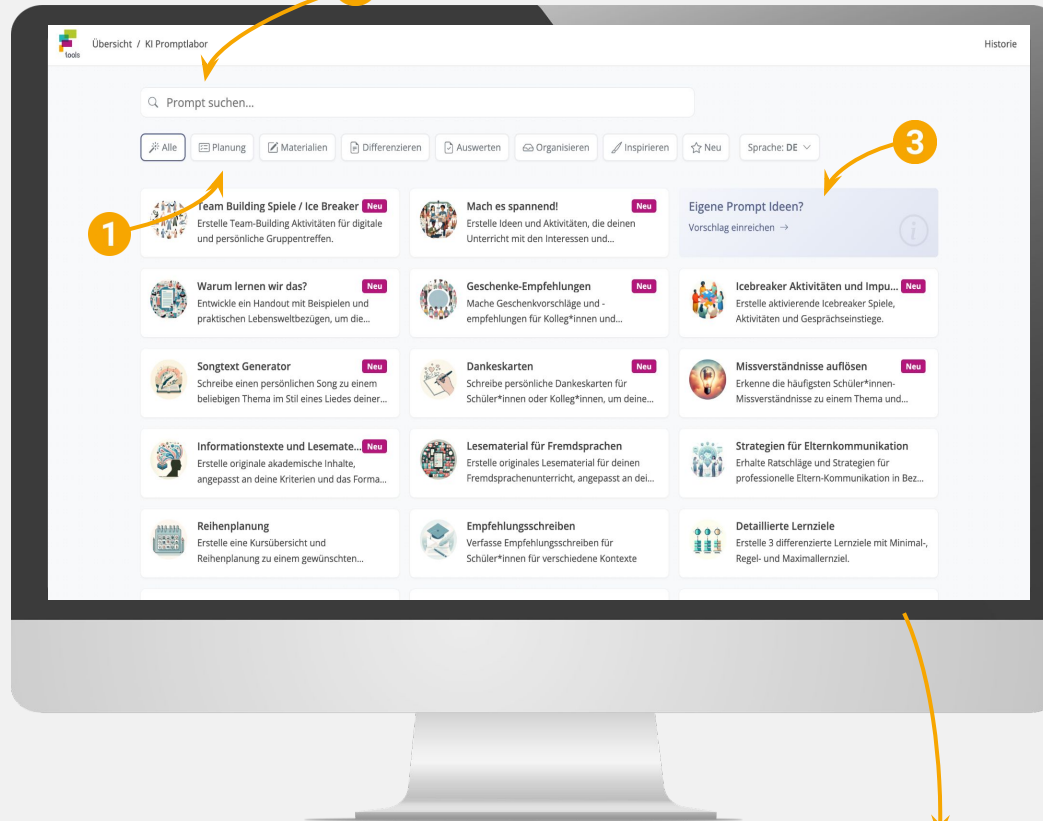 tools
Übersicht / KI Promptlabor
Historie
Prompt suchen...
Alle
Planung
Materialien
Differenzieren
Auswerten
Organisieren
Inspirieren
Neu
Sprache: DE
3
1
Team Building Spiele / Ice Breaker Neu
Erstelle Team-Building Aktivitäten für digitale
und persönliche Gruppentreffen.
Mach es spannend! Neu
Erstelle Ideen und Aktivitäten, die deinen
Unterricht mit den Interessen und...
Eigene Prompt Ideen?
Vorschlag einreichen →
i
Warum lernen wir das? Neu
Entwickle ein Handout mit Beispielen und
praktischen Lebensweltbezügen, um die...
Geschenke-Empfehlungen Neu
Mache Geschenkvorschläge und -
empfehlungen für Kolleg*innen und...
Icebreaker Aktivitäten und Impu... Neu
Erstelle aktivierende Icebreaker Spiele,
Aktivitäten und Gesprächseinstiege.
Songtext Generator Neu
Schreibe einen persönlichen Song zu einem
beliebigen Thema im Stil eines Liedes deiner...
Dankeskarten Neu
Schreibe persönliche Dankeskarten für
Schüler*innen oder Kolleg*innen, um deine...
Missverständnisse auflösen Neu
Erkenne die häufigsten Schüler*innen-
Missverständnisse zu einem Thema und...
Informationstexte und Lesemate... Neu
Erstelle originale akademische Inhalte,
angepasst an deine Kriterien und das Forma...
Lesematerial für Fremdsprachen
Erstelle originales Lesematerial für deinen
Fremdsprachenunterricht, angepasst an dei...
Strategien für Elternkommunikation
Erhalte Ratschläge und Strategien für
professionelle Eltern-Kommunikation in Bez...
Reihenplanung
Erstelle eine Kursübersicht und
Reihenplanung zu einem gewünschten...
Empfehlungsschreiben
Verfasse Empfehlungsschreiben für
Schüler*innen für verschiedene Kontexte
Detaillierte Lernziele
Erstelle 3 differenzierte Lernziele mit Minimal-,
Regel- und Maximallernziel.